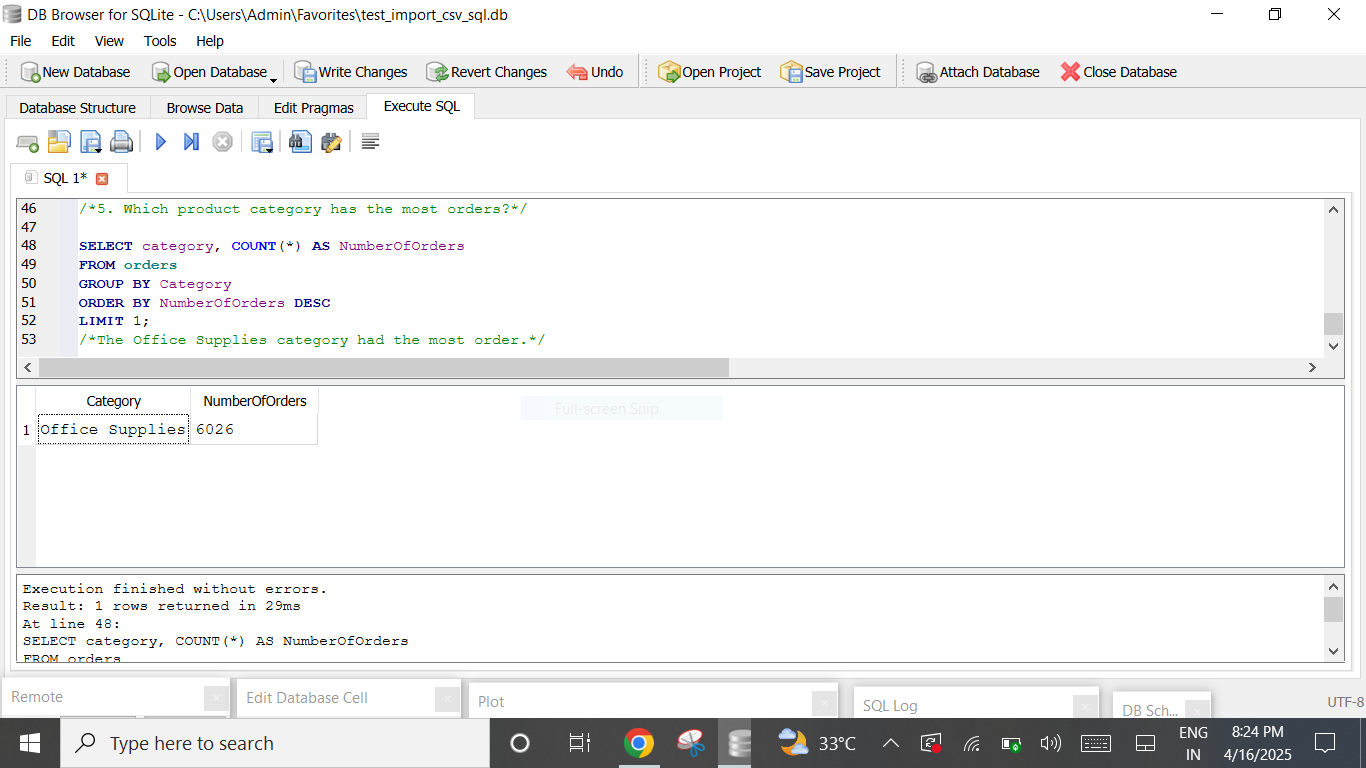 DB Browser for SQLite - C:\Users\Admin\Favorites\test_import_csv_sql.db
File Edit View Tools Help
New Database Open Database Write Changes Revert Changes Undo Open Project Save Project Attach Database Close Database
Database Structure Browse Data Edit Pragmas Execute SQL
SQL 1*
46 /*5. Which product category has the most orders?*/
47
48 SELECT category, COUNT(*) AS NumberOfOrders
49 FROM orders
50 GROUP BY Category
51 ORDER BY NumberOfOrders DESC
52 LIMIT 1;
53 /*The Office Supplies category had the most order.*/
Category NumberOfOrders
Full-screen Snip
1 Office Supplies 6026
Execution finished without errors.
Result: 1 rows returned in 29ms
At line 48:
SELECT category, COUNT(*) AS NumberOfOrders
FROM orders
Remote Edit Database Cell Plot SQL Log DB Sch... UTF-8
Type here to search 33°C ENG IN 8:24 PM 4/16/2025